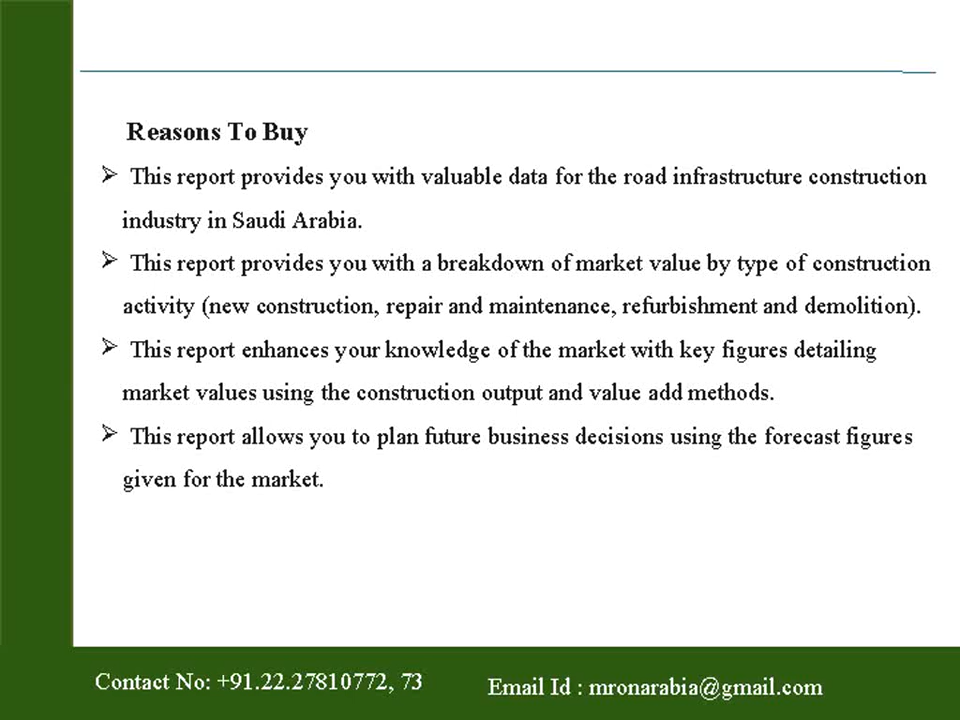 Reasons To Buy
➢ This report provides you with valuable data for the road infrastructure construction
industry in Saudi Arabia.
➢ This report provides you with a breakdown of market value by type of construction
activity (new construction, repair and maintenance, refurbishment and demolition).
➢ This report enhances your knowledge of the market with key figures detailing
market values using the construction output and value add methods.
➢ This report allows you to plan future business decisions using the forecast figures
given for the market.
Contact No: +91.22.27810772, 73
Email Id : mronarabia@gmail.com